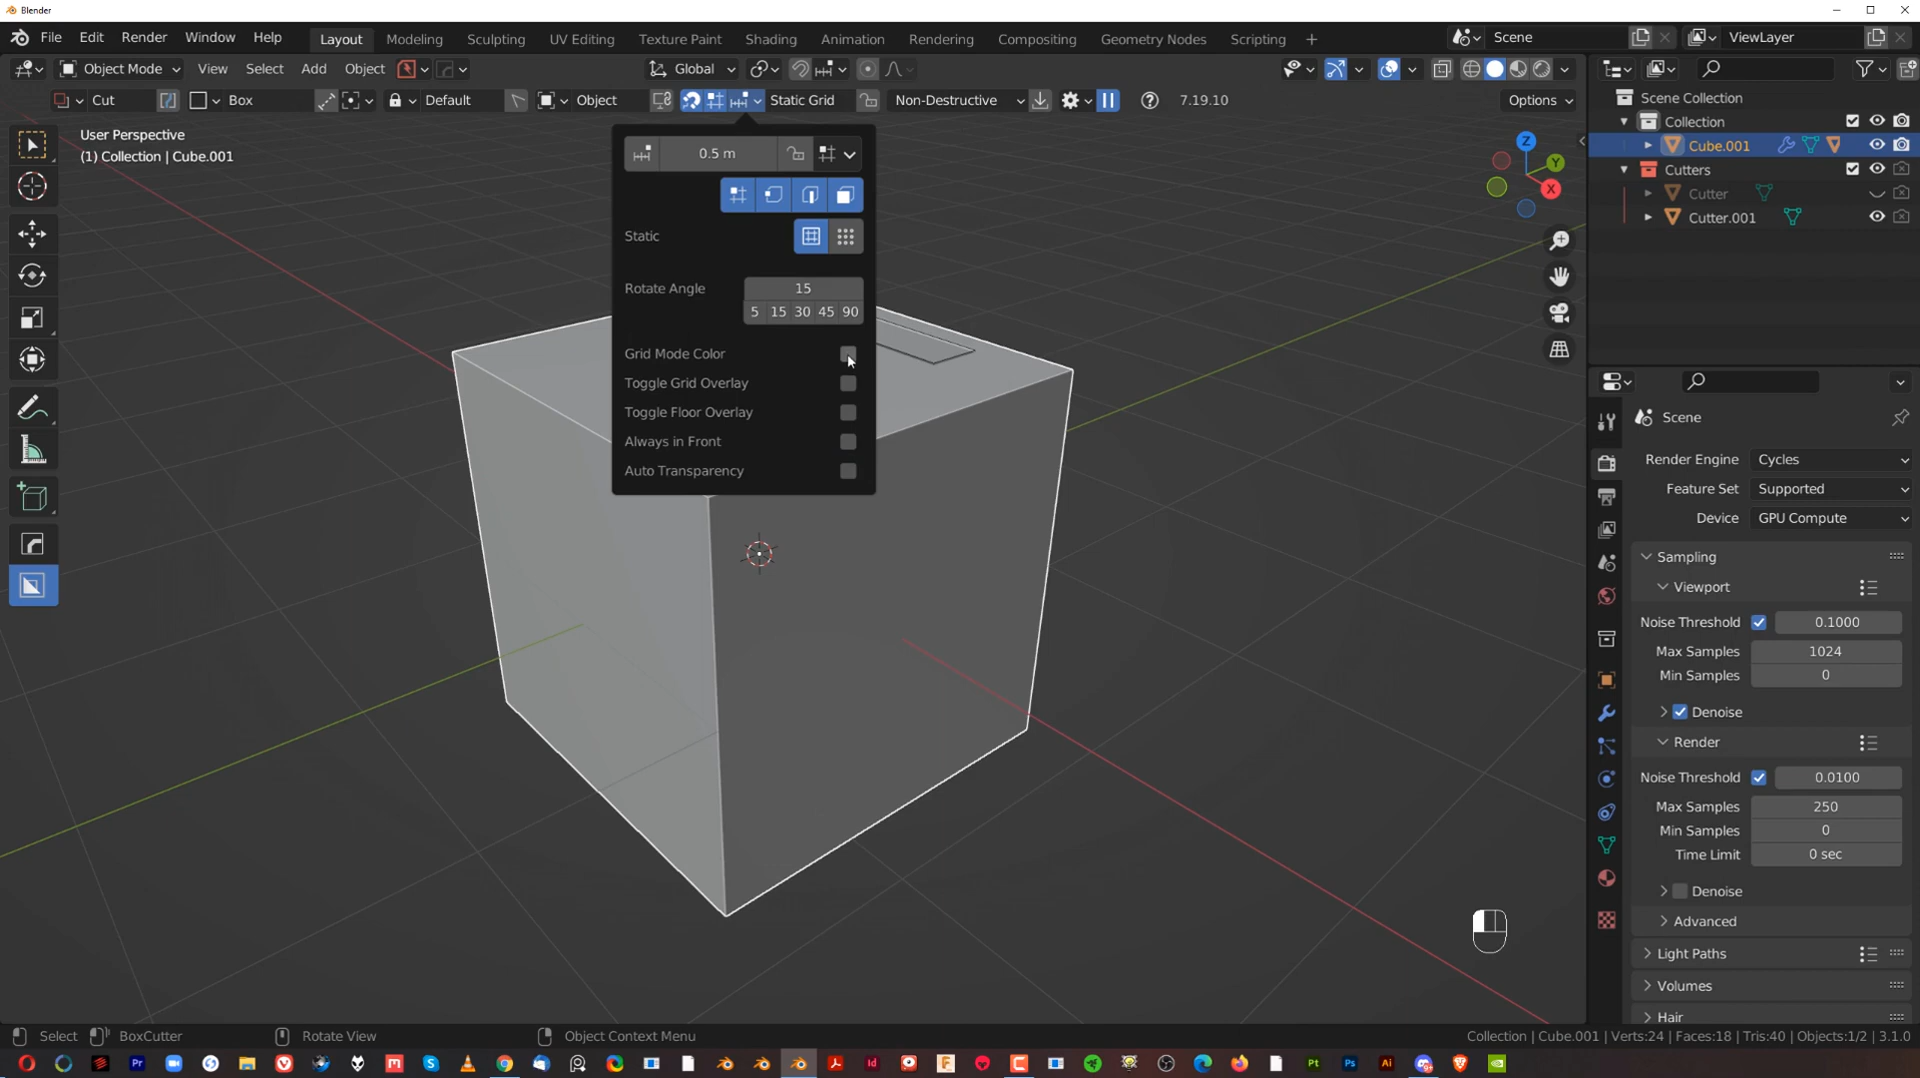 Blender
File Edit Render Window Help Layout Modeling Sculpting UV Editing Texture Paint Shading Animation Rendering Compositing Geometry Nodes Scripting + Scene ViewLayer
Object Mode View Select Add Object Global
Cut Box Default Object Static Grid Non-Destructive 7.19.10 Options
User Perspective
(1) Collection | Cube.001
0.5 m
Static
Rotate Angle 15
5 15 30 45 90
Grid Mode Color
Toggle Grid Overlay
Toggle Floor Overlay
Always in Front
Auto Transparency
Z
Y
X
Scene Collection
Collection
Cube.001
Cutters
Cutter
Cutter.001
Scene
Render Engine Cycles
Feature Set Supported
Device GPU Compute
Sampling
Viewport
Noise Threshold 0.1000
Max Samples 1024
Min Samples 0
Denoise
Render
Noise Threshold 0.0100
Max Samples 250
Min Samples 0
Time Limit 0 sec
Denoise
Advanced
Light Paths
Volumes
Hair
Select BoxCutter Rotate View Object Context Menu Collection | Cube.001 | Verts:24 | Faces:18 | Tris:40 | Objects:1/2 | 3.1.0
Pr M S Id F Pt Ps Ai